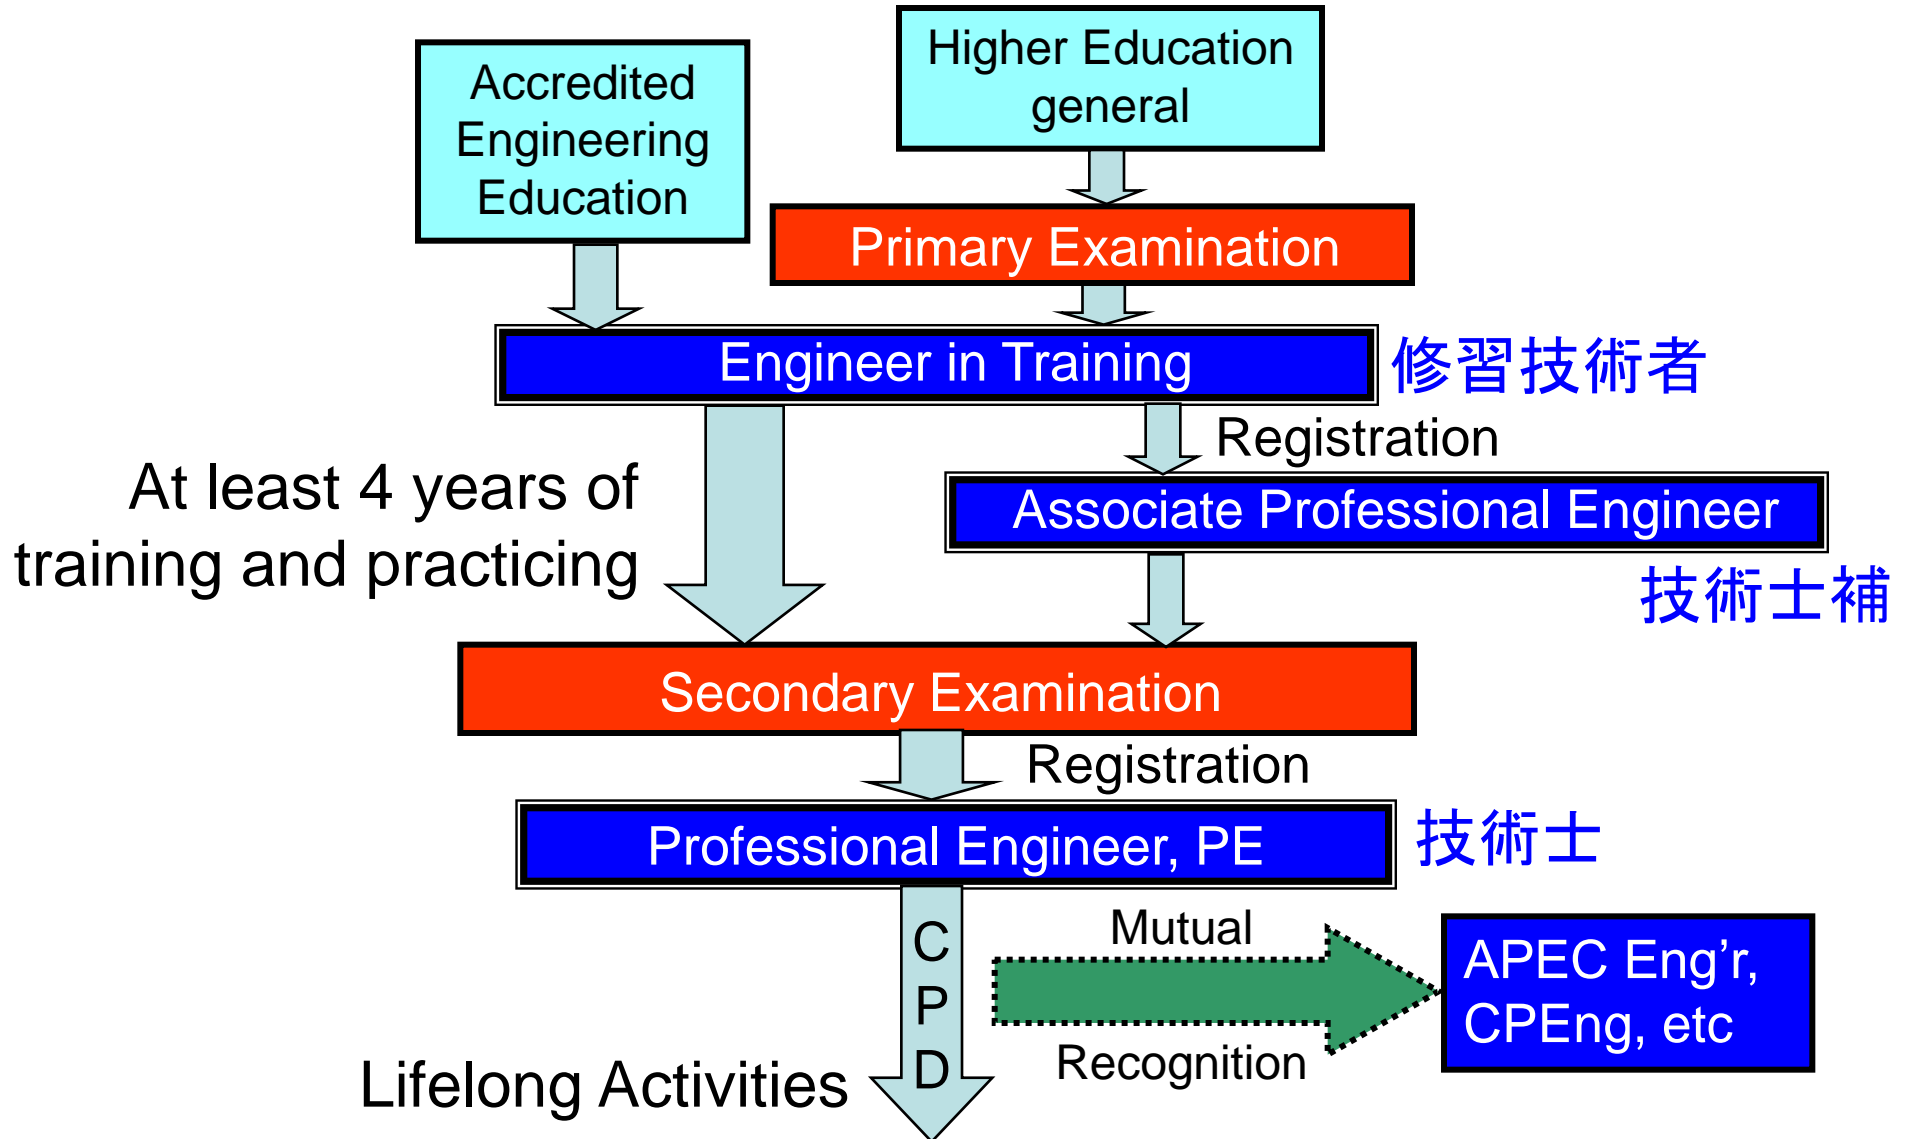 Accredited
Engineering
Education
Higher Education
general
Primary Examination
Engineer in Training
修習技術者
Registration
At least 4 years of
training and practicing
Associate Professional Engineer
技術士補
Secondary Examination
Registration
Professional Engineer, PE
技術士
C
P
D
Mutual
Recognition
APEC Eng’r,
CPEng, etc
Lifelong Activities